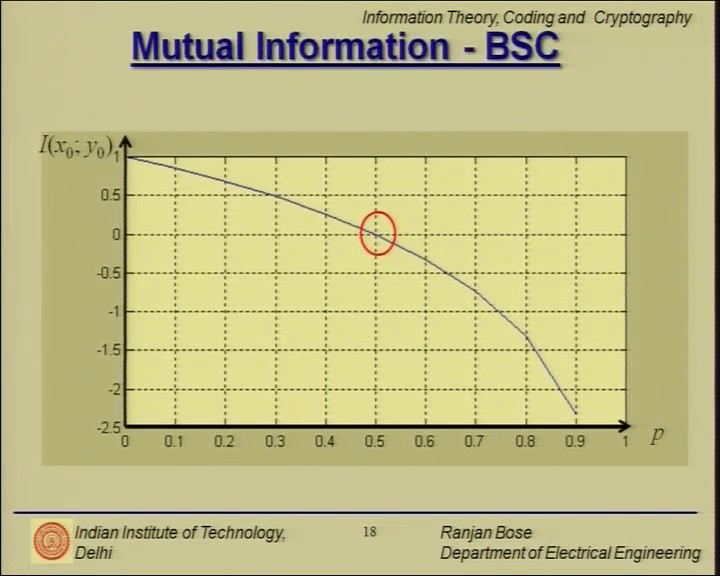 Information Theory, Coding and Cryptography
Mutual Information - BSC
I(x0; y0)
1
0.5
0
-0.5
-1
-1.5
-2
-2.5
0 0.1 0.2 0.3 0.4 0.5 0.6 0.7 0.8 0.9 1
p
Indian Institute of Technology,
Delhi
18
Ranjan Bose
Department of Electrical Engineering